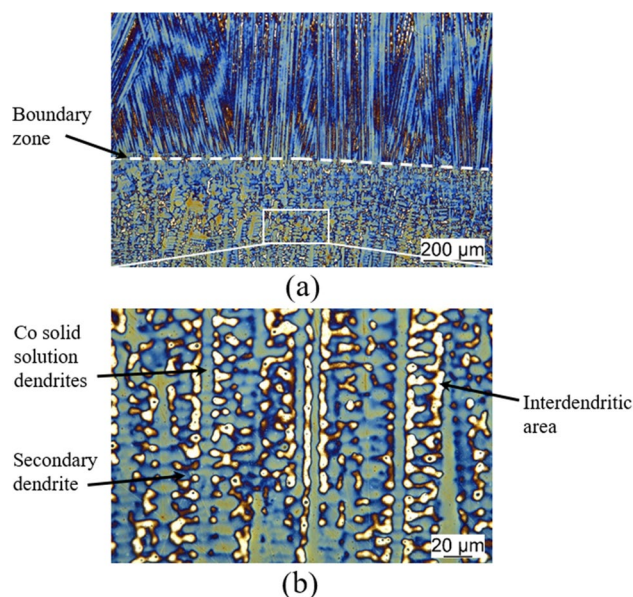 Boundary
zone
200 µm
(a)
Co solid
solution
dendrites
Secondary
dendrite
Interdendritic
area
20 µm
(b)